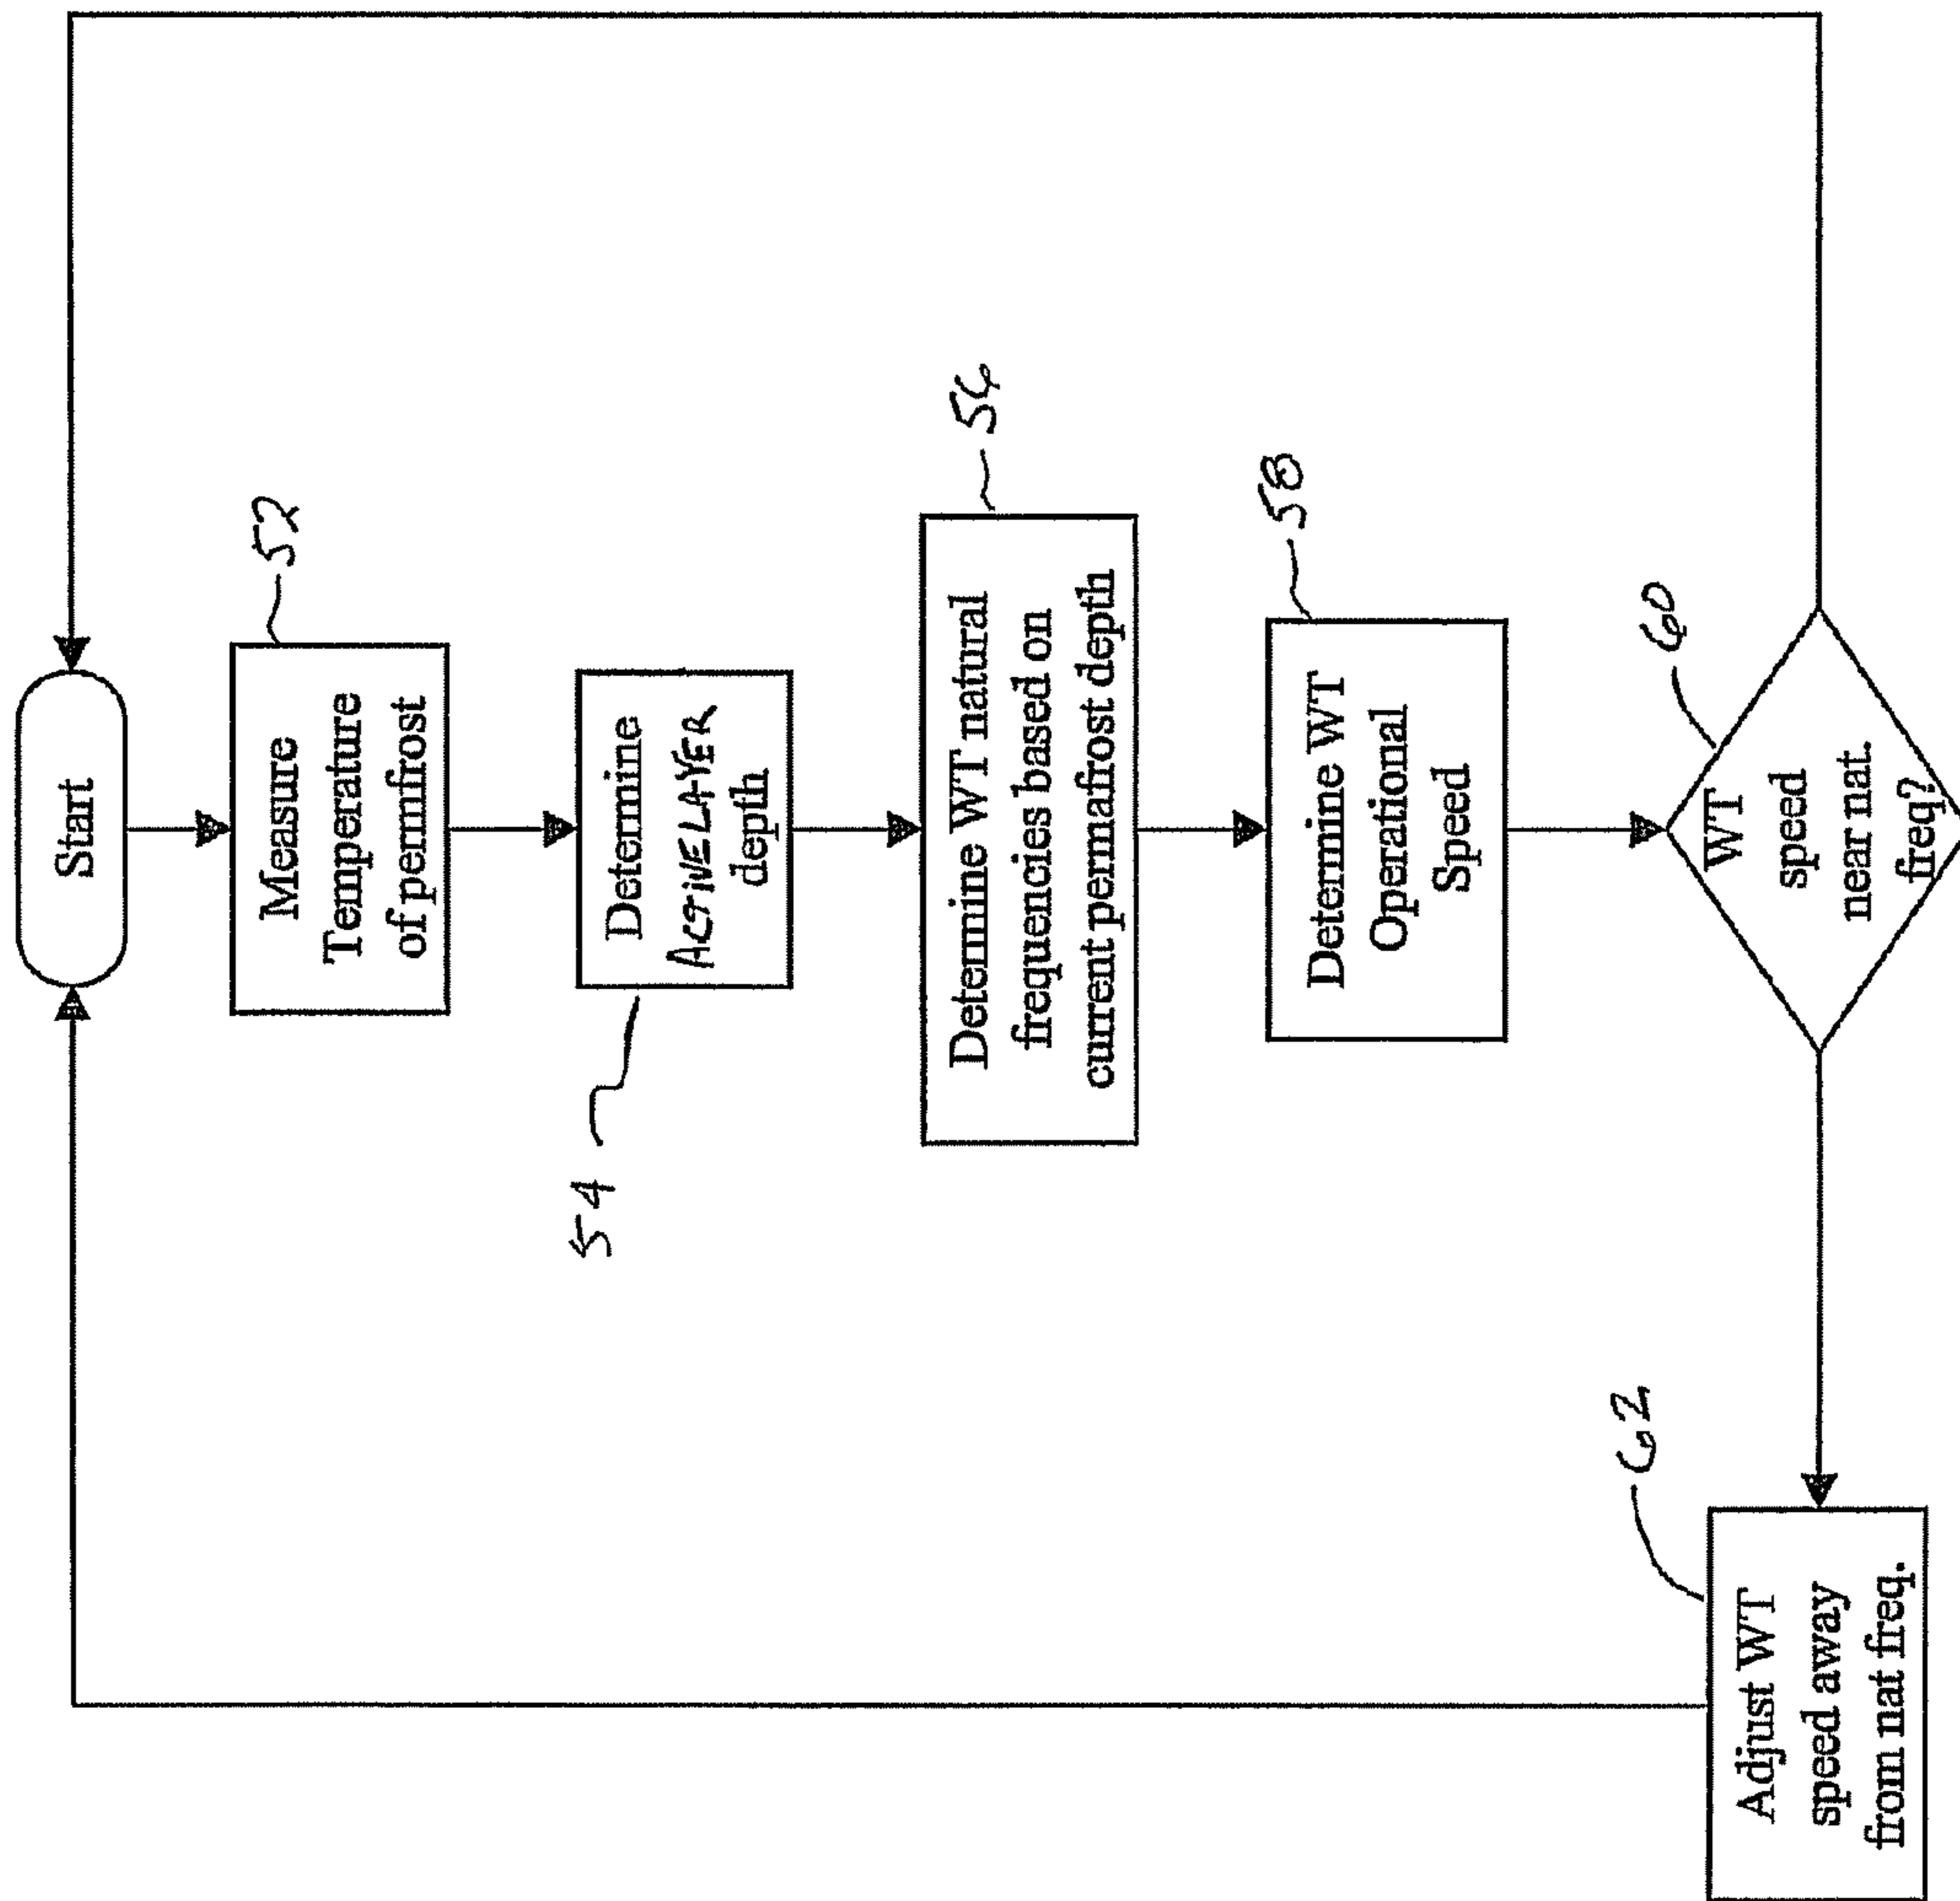 Start
Measure
Temperature
of permfrost
52
Determine
ACTIVE LAYER
depth
54
Determine WT natural
frequencies based on
current permafrost depth
56
Determine WT
Operational
Speed
58
WT
speed
near nat.
freq?
60
Adjust WT
speed away
from nat freq.
62